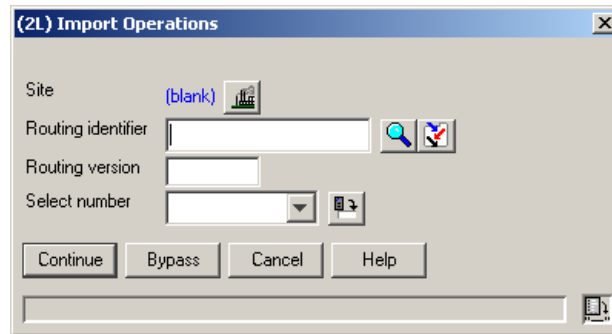 (2L) Import Operations
Site (blank)
Routing identifier
Routing version
Select number
Continue Bypass Cancel Help